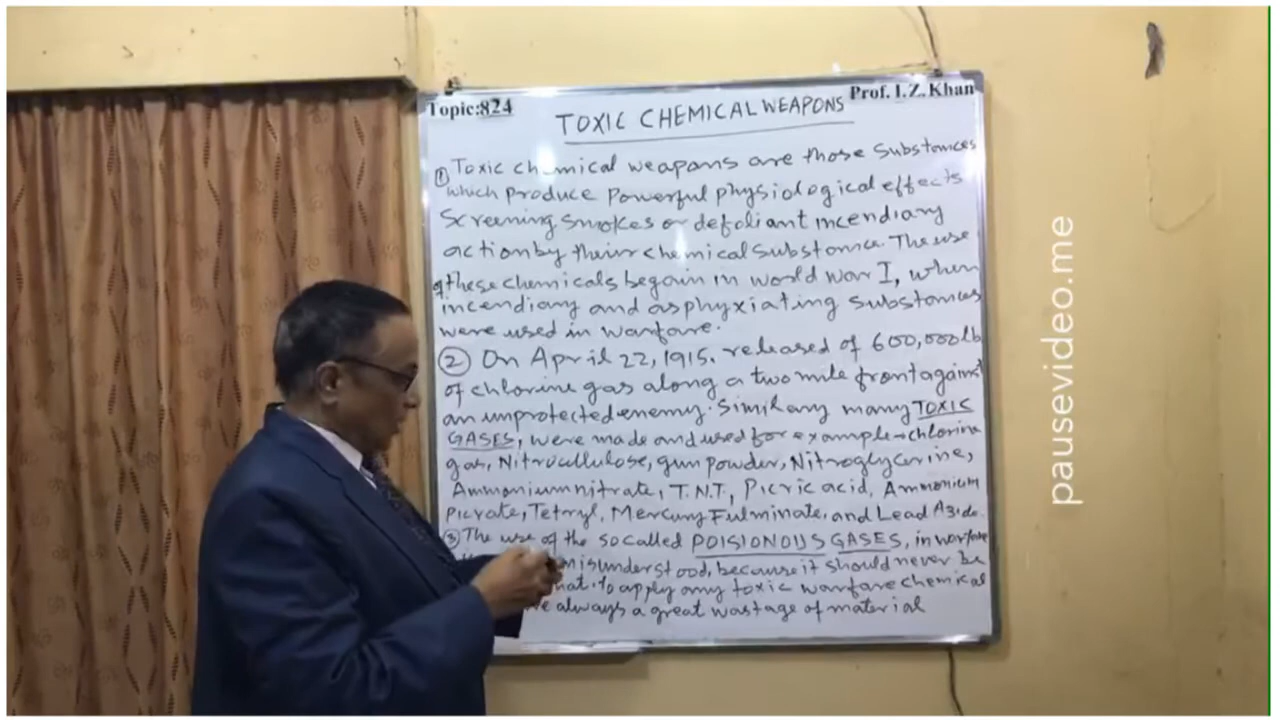 Topic:824
Prof. I.Z. Khan
TOXIC CHEMICAL WEAPONS
① Toxic chemical weapons are those substances
which produce powerful physiological effects
screening smokes or defoliant incendiary
action by their chemical substance. The use
of these chemicals begain in world war I, when
incendiary and asphyxiating substances
were used in warfare.
② On April 22, 1915. released of 600,000lb
of chlorine gas along a two mile front against
an unprotected enemy. Similary many TOXIC
GASES, were made and used for example → chlorine
gas, Nitrocullulose, gun powder, Nitroglycerine,
Ammonium nitrate, T.N.T., Picric acid, Ammonium
Picrate, Tetryl, Mercury Fulminate, and Lead Azide.
③ The use of the so called POISIONOUS GASES, in warfare
misunderstood, because it should never be
that. To apply any toxic warfare chemical
always a great wastage of material
pausevideo.me